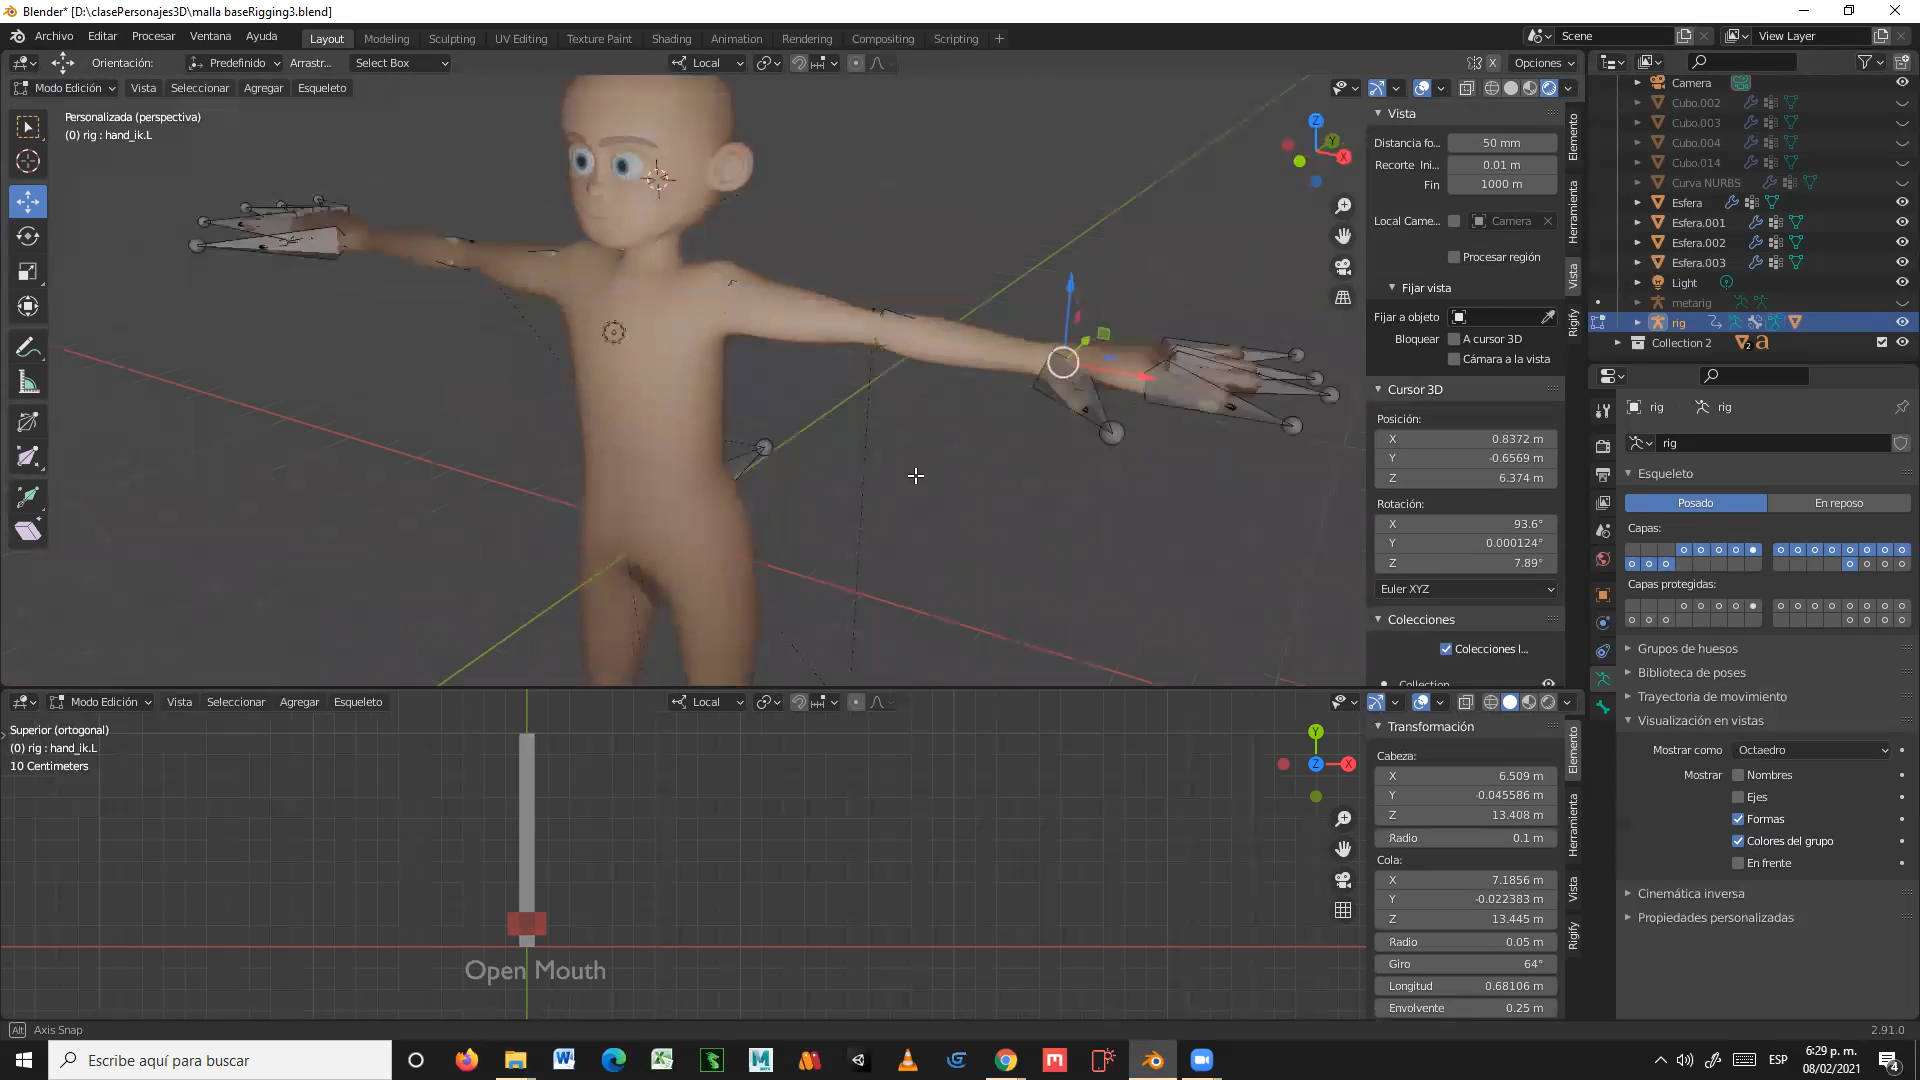 Blender* [D:\clasePersonajes3D\malla baseRigging3.blend]
Archivo Editar Procesar Ventana Ayuda Layout Modeling Sculpting UV Editing Texture Paint Shading Animation Rendering Compositing Scripting + Scene View Layer
Orientación: Predefinido Arrastr... Select Box Local X Options
Modo Edición Vista Seleccionar Agregar Esqueleto
Personalizada (perspectiva)
(0) rig : hand_ik.L
Z
Y
X
Vista
Distancia fo... 50 mm
Recorte Ini... 0.01 m
Fin 1000 m
Local Came... Camera
Procesar región
Fijar vista
Fijar a objeto
Bloquear A cursor 3D
Cámara a la vista
Cursor 3D
Posición:
X 0.8372 m
Y -0.6569 m
Z 6.374 m
Rotación:
X 93.6°
Y 0.000124°
Z 7.89°
Euler XYZ
Colecciones
Colecciones l...
Elemento
Herramienta
Vista
Rigify
Camera
Cubo.002
Cubo.003
Cubo.004
Cubo.014
Curva NURBS
Esfera
Esfera.001
Esfera.002
Esfera.003
Light
metarig
rig
Collection 2 2
rig rig
rig
Esqueleto
Posado En reposo
Capas:
Capas protegidas:
Grupos de huesos
Biblioteca de poses
Trayectoria de movimiento
Visualización en vistas
Mostrar como Octaedro
Mostrar Nombres
Ejes
Formas
Colores del grupo
En frente
Cinemática inversa
Propiedades personalizadas
Modo Edición Vista Seleccionar Agregar Esqueleto Local
Superior (ortogonal)
(0) rig : hand_ik.L
10 Centimeters
Open Mouth
Y
Z X
Transformación
Cabeza:
X 6.509 m
Y -0.045586 m
Z 13.408 m
Radio 0.1 m
Cola:
X 7.1856 m
Y -0.022383 m
Z 13.445 m
Radio 0.05 m
Giro 64°
Longitud 0.68106 m
Envolvente 0.25 m
Elemento
Herramienta
Vista
Rigify
Alt Axis Snap 2.91.0
Escribe aquí para buscar
ESP
6:29 p. m.
08/02/2021
4